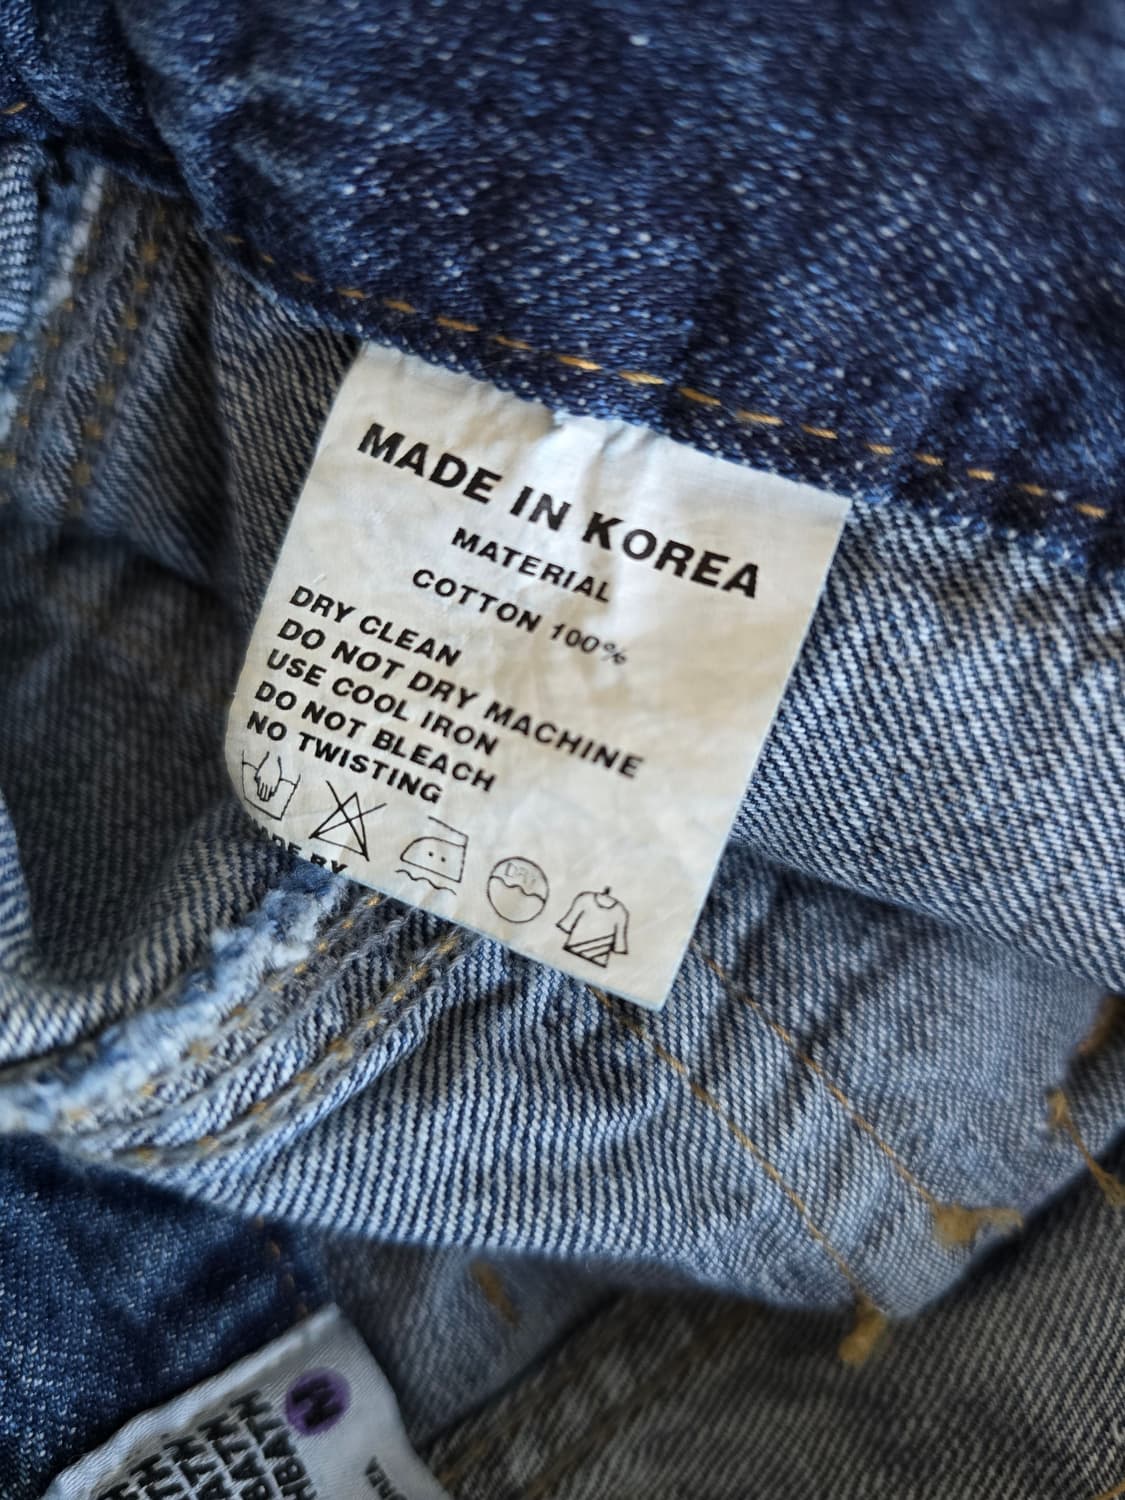 MADE IN KOREA
MATERIAL
COTTON 100%
DRY CLEAN
DO NOT DRY MACHINE
USE COOL IRON
DO NOT BLEACH
NO TWISTING
DRY
BY